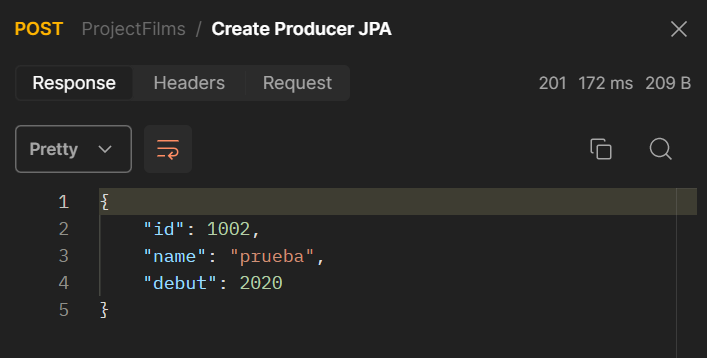 POST ProjectFilms / Create Producer JPA
Response Headers Request 201 172 ms 209 B
Pretty
1 {
2 "id": 1002,
3 "name": "prueba",
4 "debut": 2020
5 }